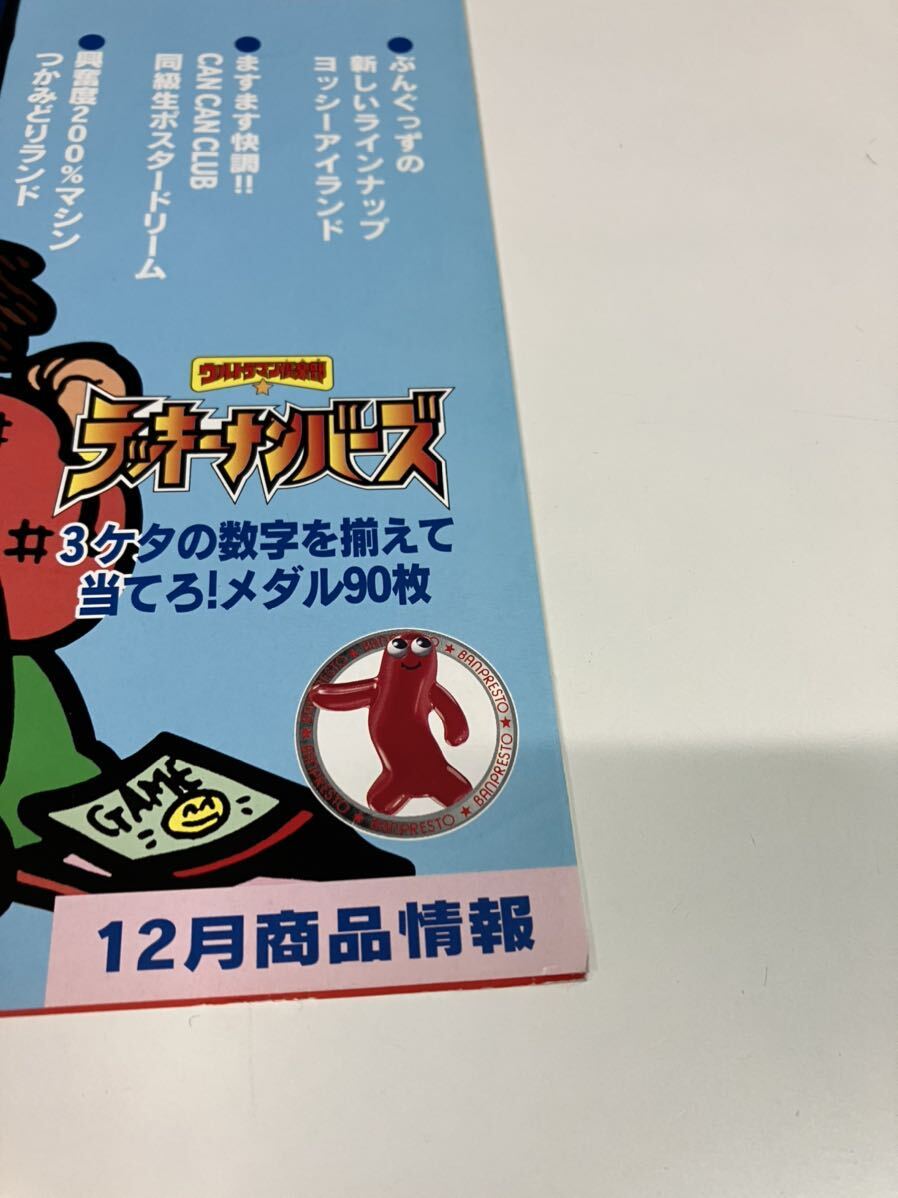 ●ぶんぐっずの
新しいラインナップ
ヨッシーアイランド
●ますます快調!!
CAN CAN CLUB
同級生ポスタードリーム
●興奮度200%マシン
つかみどりランド
ウルトラマン倶楽部
ラッキーナンバーズ
3ケタの数字を揃えて
当てろ!メダル90枚
GAME
★BANPRESTO★BANPRESTO★BANPRESTO★BANPRESTO
12月商品情報